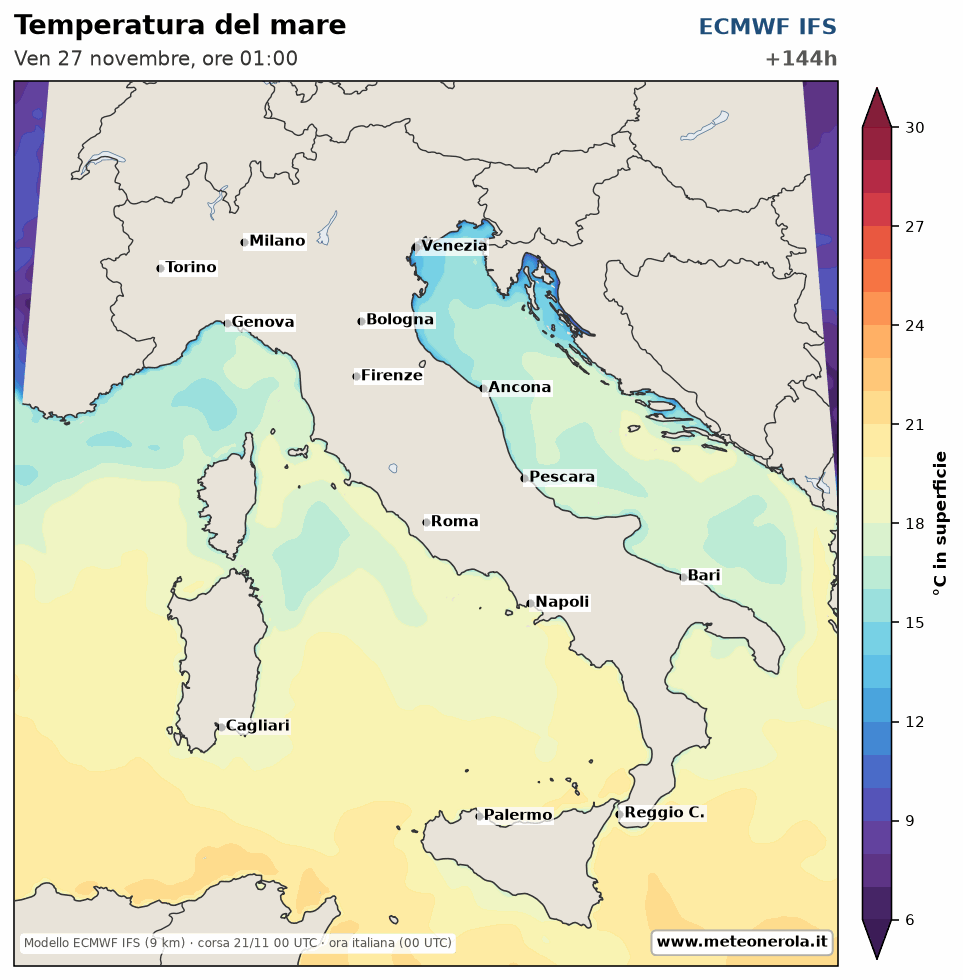 Temperatura del mare
ECMWF IFS
Ven 27 novembre, ore 01:00
+144h
Milano
Venezia
Torino
Genova
Bologna
Firenze
Ancona
Pescara
Roma
Bari
Napoli
Cagliari
Palermo
Reggio C.
30
27
24
21
18
15
12
9
6
°C in superficie
Modello ECMWF IFS (9 km) · corsa 21/11 00 UTC · ora italiana (00 UTC)
www.meteonerola.it